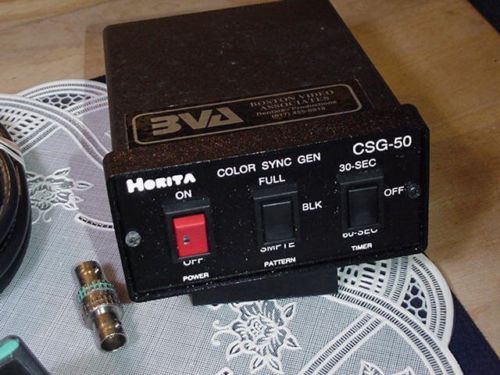 BVA
BOSTON VIDEO
ASSOCIATES
CSG-50
HORITA
COLOR SYNC GEN
30-SEC
ON
FULL
BLK
OFF
OFF
SMPTE
60-SEC
POWER
PATTERN
TIMER